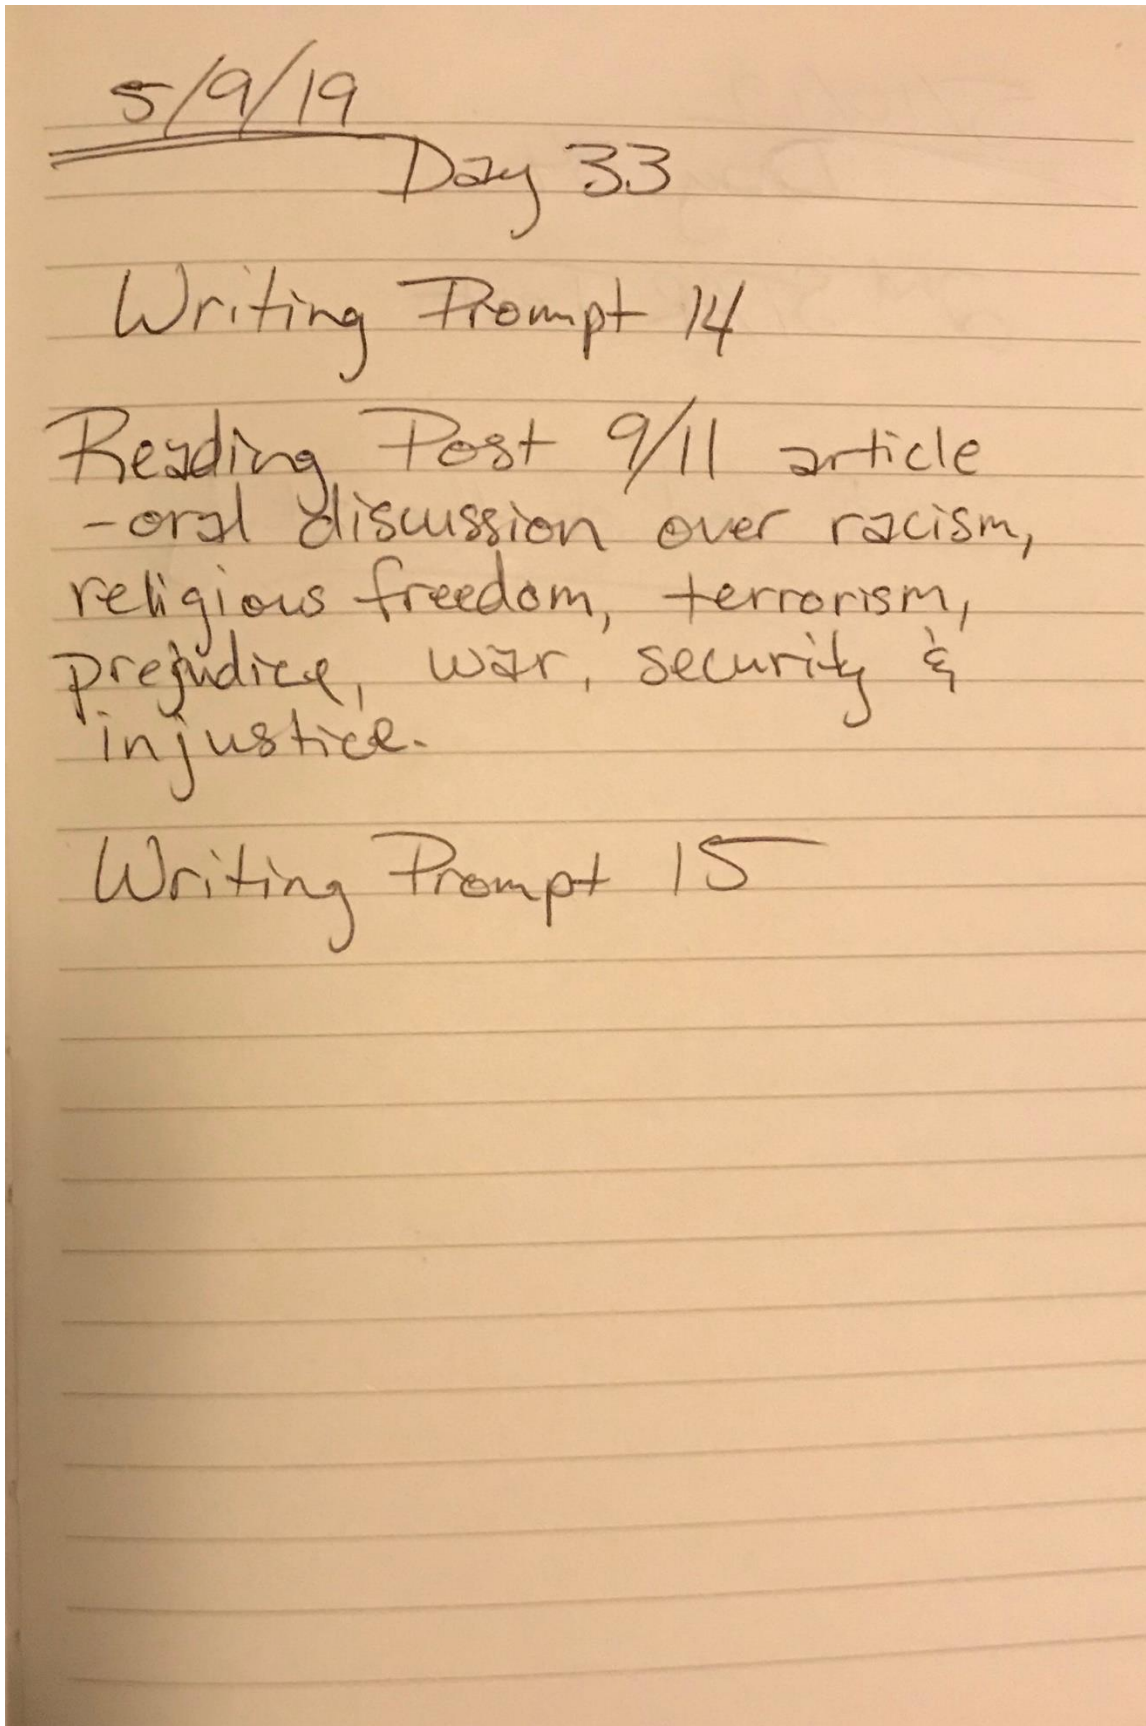 5/9/19
Day 33
Writing Prompt 14
Reading Post 9/11 article
-oral discussion over racism,
religious freedom, terrorism,
prejudice, war, security &
injustice.
Writing Prompt 15